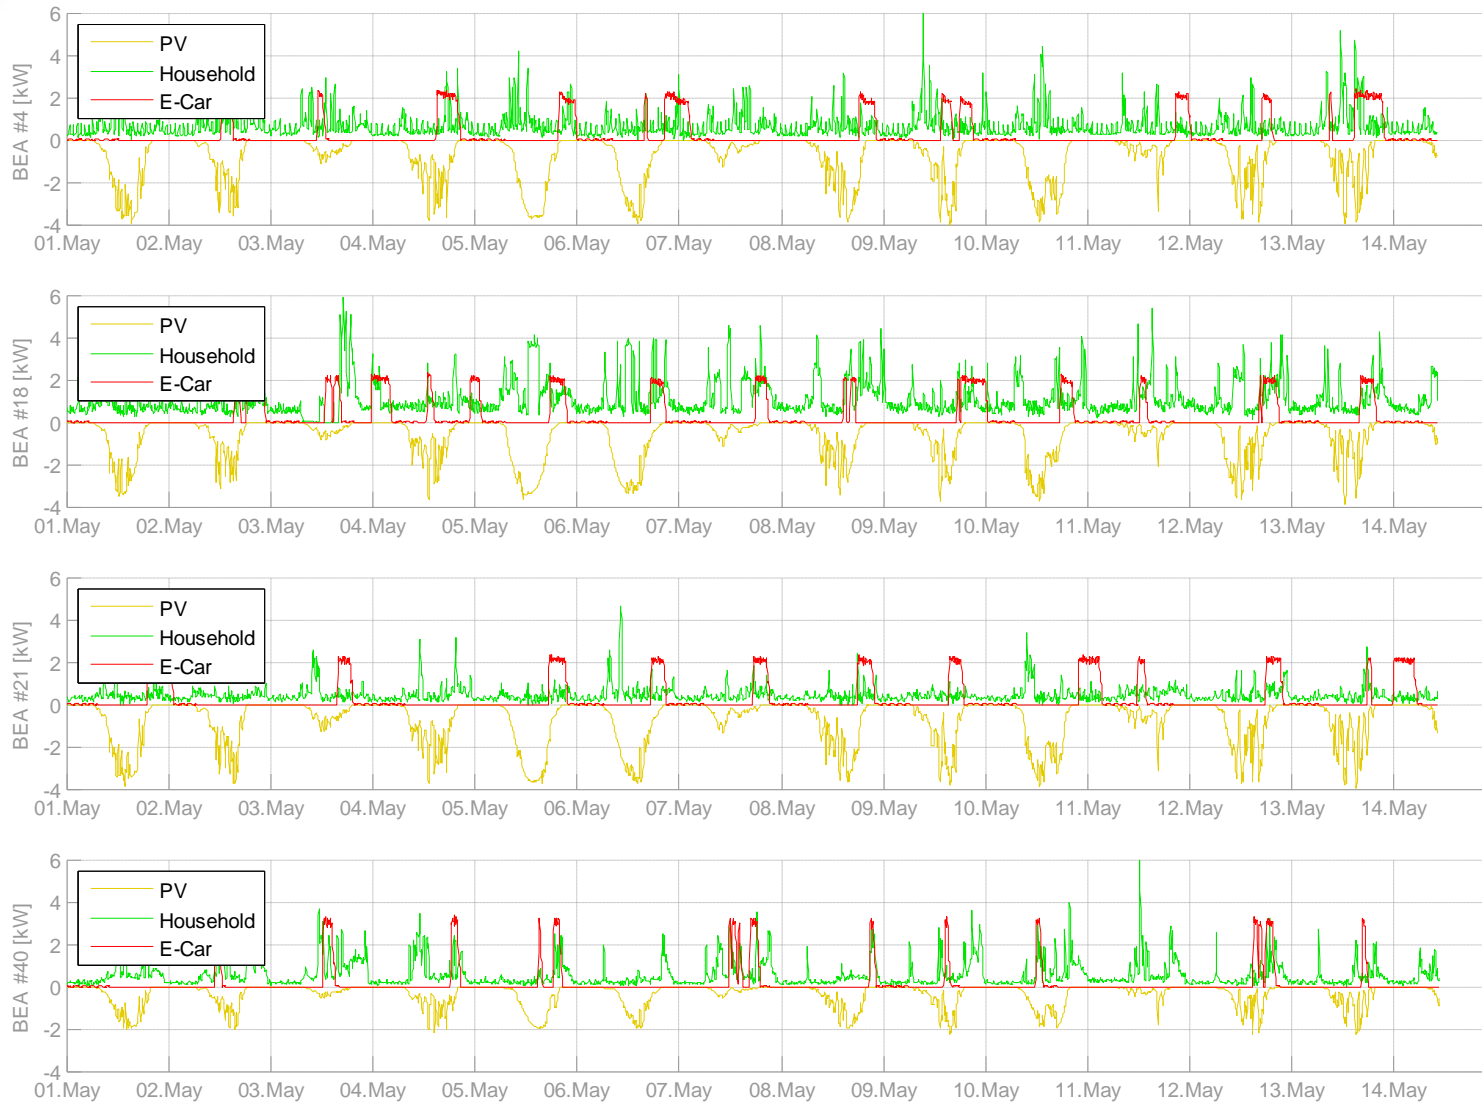 6
4
2
0
-2
-4
BEA #4 [kW]
PV
Household
E-Car
01.May 02.May 03.May 04.May 05.May 06.May 07.May 08.May 09.May 10.May 11.May 12.May 13.May 14.May
6
4
2
0
-2
-4
BEA #18 [kW]
PV
Household
E-Car
01.May 02.May 03.May 04.May 05.May 06.May 07.May 08.May 09.May 10.May 11.May 12.May 13.May 14.May
6
4
2
0
-2
-4
BEA #21 [kW]
PV
Household
E-Car
01.May 02.May 03.May 04.May 05.May 06.May 07.May 08.May 09.May 10.May 11.May 12.May 13.May 14.May
6
4
2
0
-2
-4
BEA #40 [kW]
PV
Household
E-Car
01.May 02.May 03.May 04.May 05.May 06.May 07.May 08.May 09.May 10.May 11.May 12.May 13.May 14.May